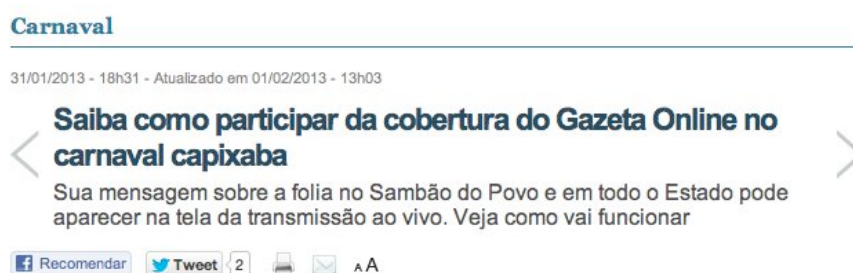 Carnaval
31/01/2013 - 18h31 - Atualizado em 01/02/2013 - 13h03
Saiba como participar da cobertura do Gazeta Online no
carnaval capixaba
Sua mensagem sobre a folia no Sambão do Povo e em todo o Estado pode
aparecer na tela da transmissão ao vivo. Veja como vai funcionar
Recomendar Tweet 2 A A